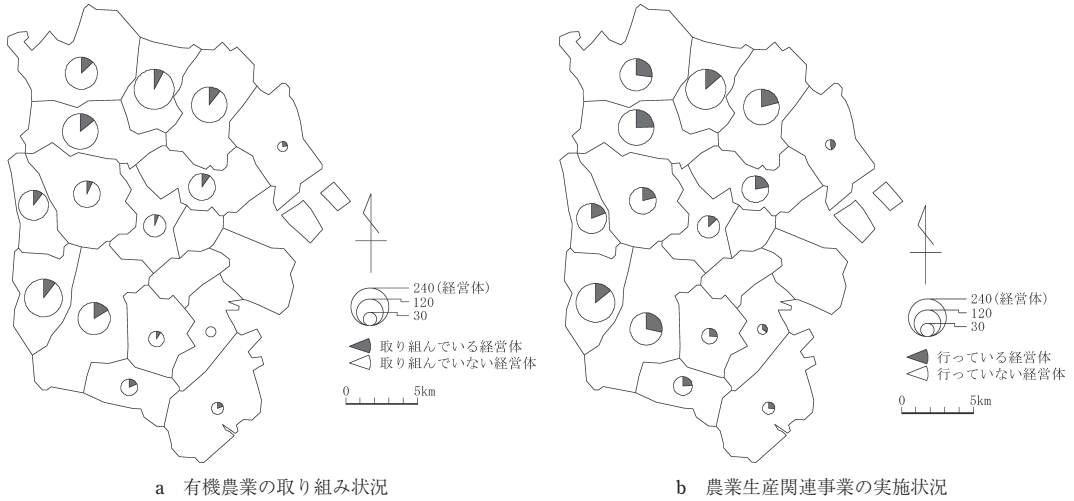 240(経営体)
120
30
取り組んでいる経営体
取り組んでいない経営体
0 5km
a 有機農業の取り組み状況
240(経営体)
120
30
行っている経営体
行っていない経営体
0 5km
b 農業生産関連事業の実施状況